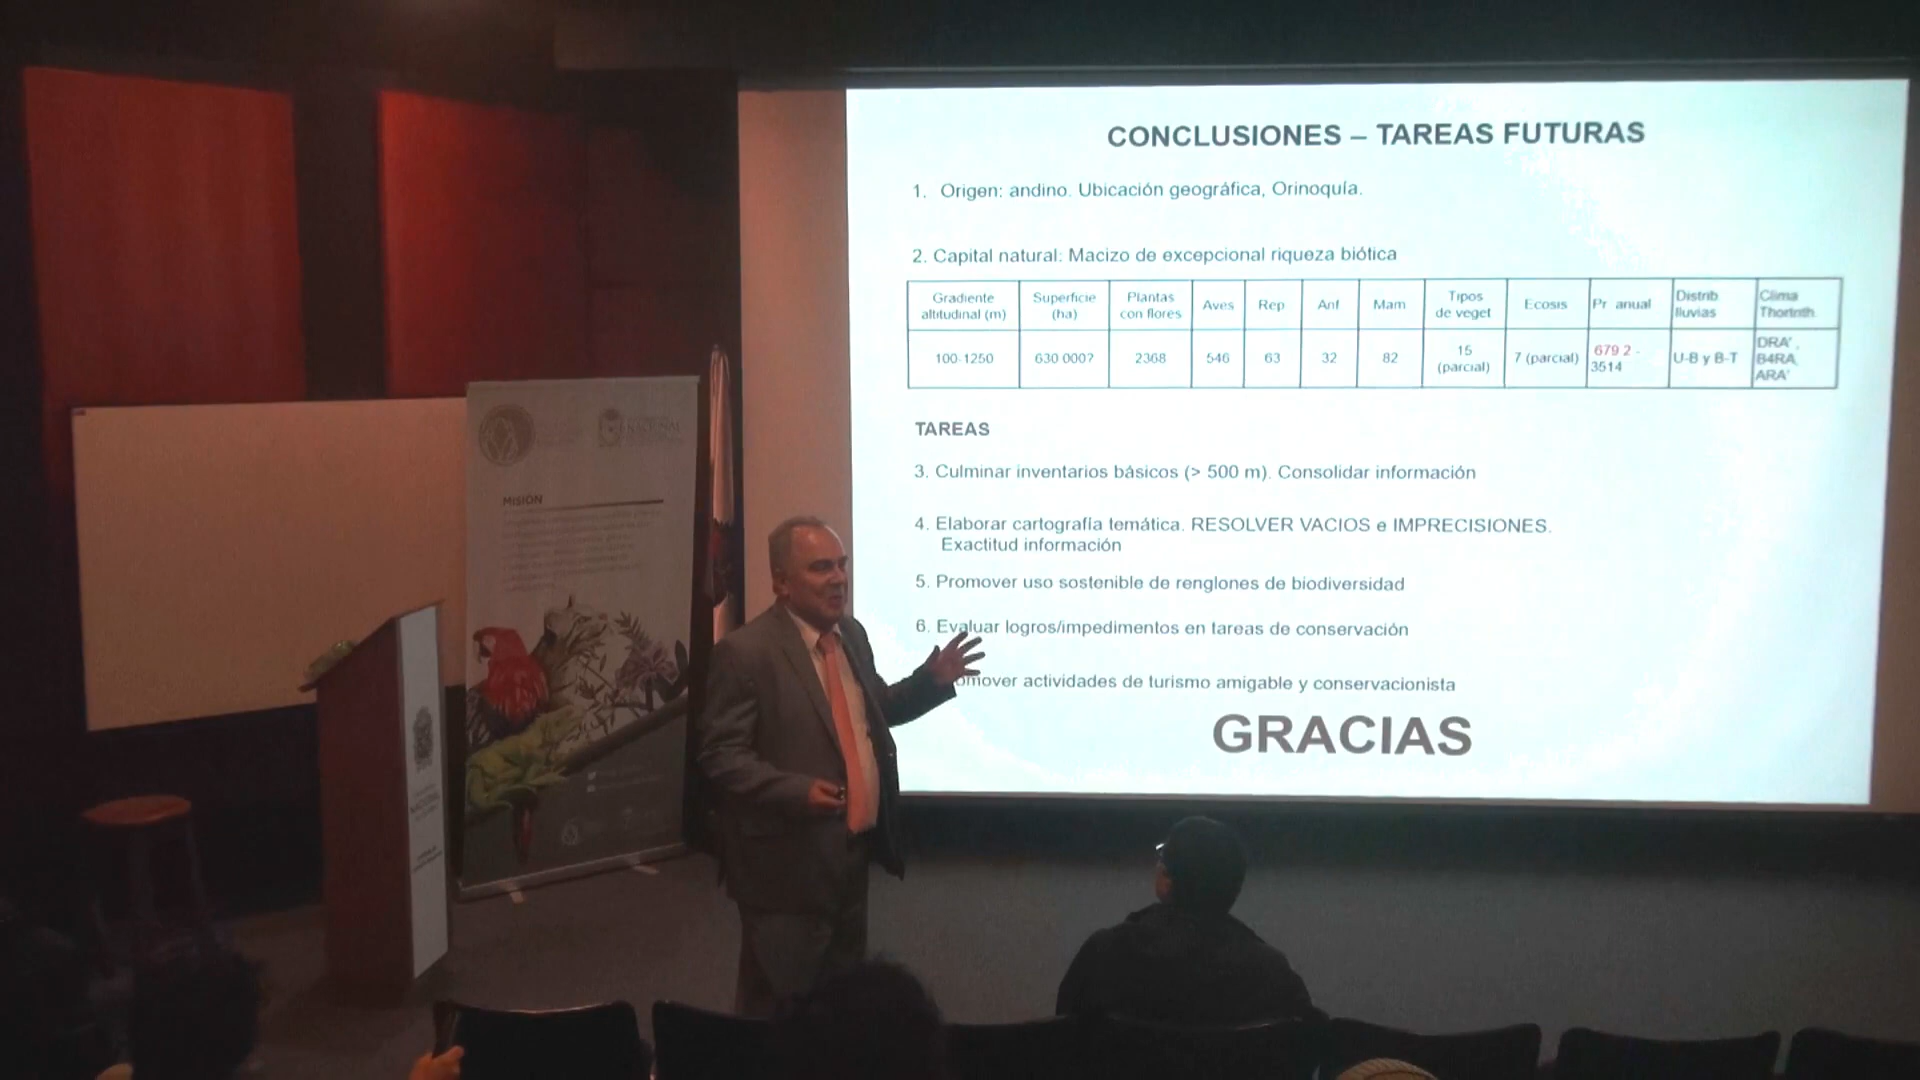 CONCLUSIONES – TAREAS FUTURAS
1. Origen: andino. Ubicación geográfica, Orinoquía.
2. Capital natural: Macizo de excepcional riqueza biótica
Gradiente altitudinal (m) Superficie (ha) Plantas con flores Aves Rep Anf Mam Tipos de veget Ecosis Pr anual Distrib lluvias Clima
100-1250 630 000? 2368 546 63 32 82 15 (parcial) 7 (parcial) 679 2 - 3514 U-B y B-T DRA', B4RA, ARA'
TAREAS
3. Culminar inventarios básicos (> 500 m). Consolidar información
4. Elaborar cartografía temática. RESOLVER VACIOS e IMPRECISIONES.
Exactitud información
5. Promover uso sostenible de renglones de biodiversidad
6. Evaluar logros/impedimentos en tareas de conservación
omover actividades de turismo amigable y conservacionista
GRACIAS
MISIÓN
NACIONAL